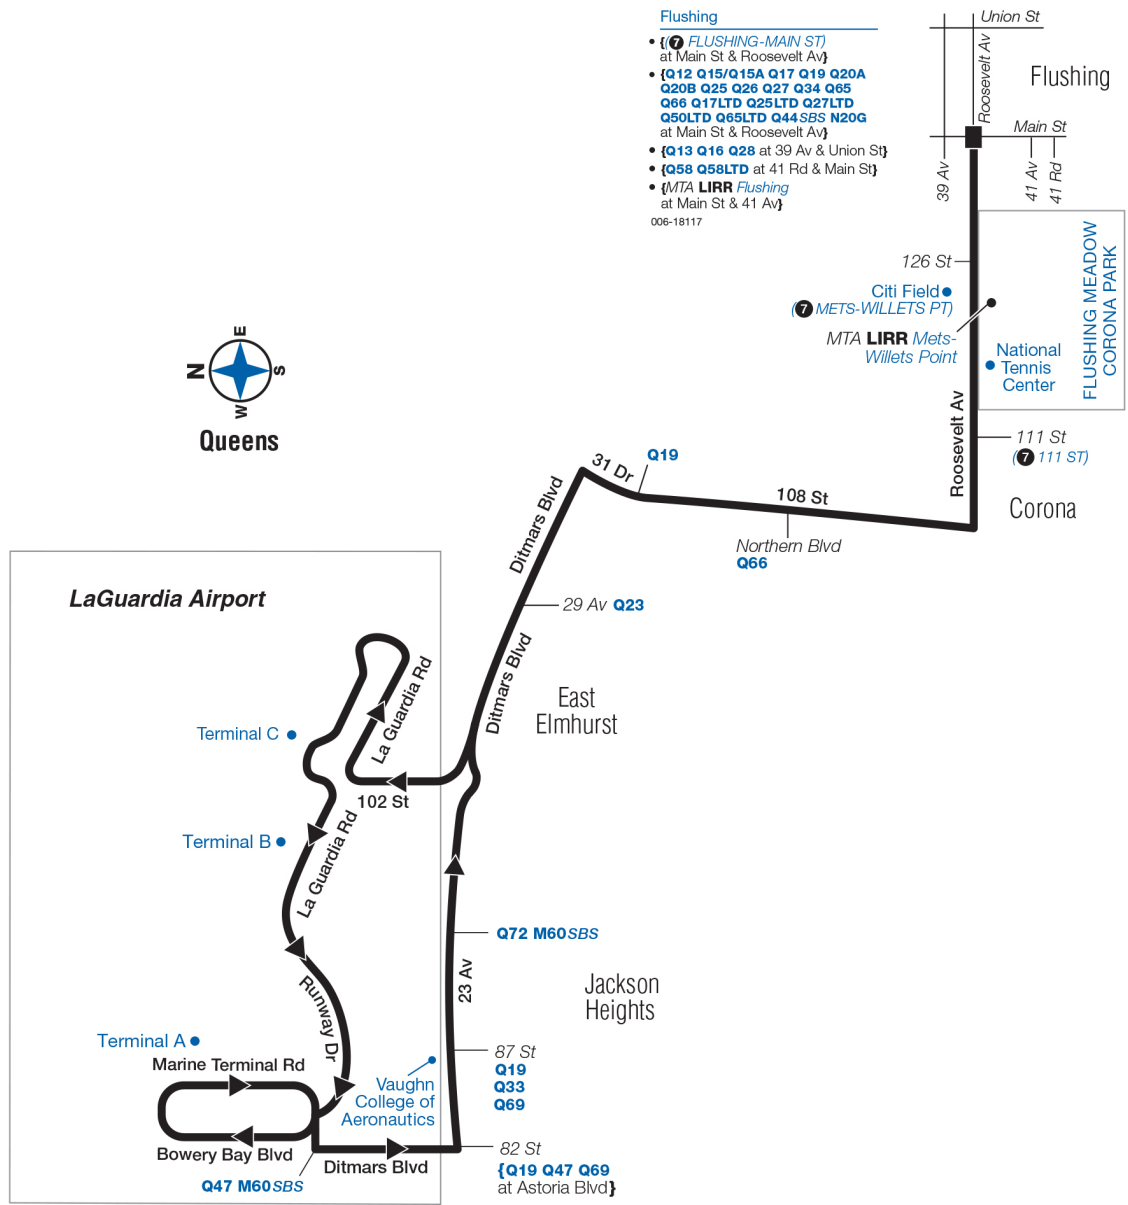 Flushing
• {(7 FLUSHING-MAIN ST)
at Main St & Roosevelt Av}
• {Q12 Q15/Q15A Q17 Q19 Q20A
Q20B Q25 Q26 Q27 Q34 Q65
Q66 Q17LTD Q25LTD Q27LTD
Q50LTD Q65LTD Q44SBS N20G
at Main St & Roosevelt Av}
• {Q13 Q16 Q28 at 39 Av & Union St}
• {Q58 Q58LTD at 41 Rd & Main St}
• {MTA LIRR Flushing
at Main St & 41 Av}
006-18117
Union St
Roosevelt Av
Flushing
Main St
39 Av
41 Av
41 Rd
126 St
Citi Field
(7 METS-WILLETS PT)
MTA LIRR Mets-
Willets Point
National
Tennis
Center
FLUSHING MEADOW
CORONA PARK
Roosevelt Av
111 St
(7 111 ST)
Corona
E
N
S
W
Queens
31 Dr
Q19
108 St
Northern Blvd
Q66
Ditmars Blvd
29 Av Q23
Ditmars Blvd
East
Elmhurst
LaGuardia Airport
La Guardia Rd
Terminal C
102 St
Terminal B
La Guardia Rd
Q72 M60SBS
23 Av
Jackson
Heights
Runway Dr
Terminal A
Marine Terminal Rd
87 St
Q19
Q33
Q69
Vaughn
College of
Aeronautics
Bowery Bay Blvd
Ditmars Blvd
Q47 M60SBS
82 St
{Q19 Q47 Q69
at Astoria Blvd}